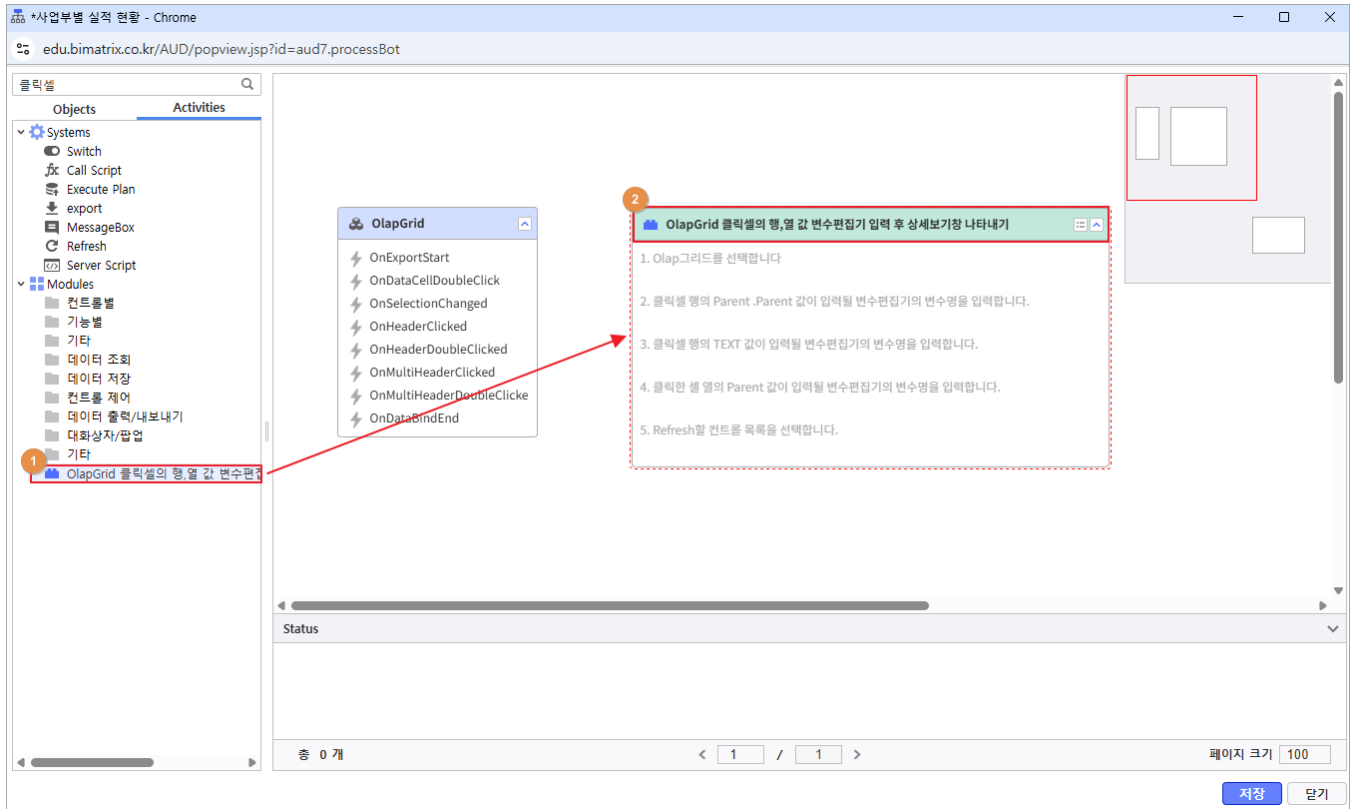 *사업부별 실적 현황 - Chrome
edu.bimatrix.co.kr/AUD/popview.jsp?id=aud7.processBot
클릭셀
Objects
Activities
Systems
Switch
fx Call Script
Execute Plan
export
MessageBox
Refresh
Server Script
Modules
컨트롤별
기능별
기타
데이터 조회
데이터 저장
컨트롤 제어
데이터 출력/내보내기
대화상자/팝업
기타
1
OlapGrid 클릭셀의 행,열 값 변수편집
OlapGrid
OnExportStart
OnDataCellDoubleClick
OnSelectionChanged
OnHeaderClicked
OnHeaderDoubleClicked
OnMultiHeaderClicked
OnMultiHeaderDoubleClicke
OnDataBindEnd
2
OlapGrid 클릭셀의 행,열 값 변수편집기 입력 후 상세보기창 나타내기
1. Olap그리드를 선택합니다
2. 클릭셀 행의 Parent .Parent 값이 입력될 변수편집기의 변수명을 입력합니다.
3. 클릭셀 행의 TEXT 값이 입력될 변수편집기의 변수명을 입력합니다.
4. 클릭한 셀 열의 Parent 값이 입력될 변수편집기의 변수명을 입력합니다.
5. Refresh할 컨트롤 목록을 선택합니다.
Status
총 0 개
< 1 / 1 >
페이지 크기 100
저장
닫기